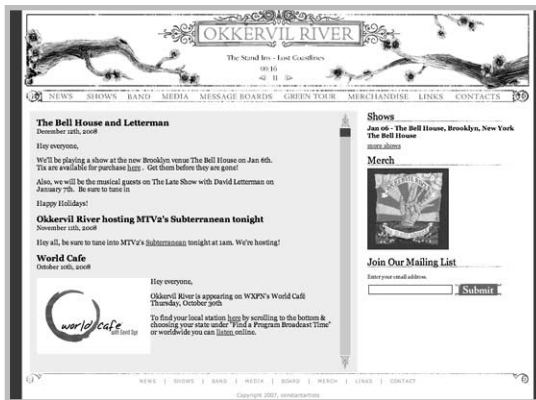 OKKERVIL RIVER
The Stand Ins - Lost Coastlines
00:16
NEWS SHOWS BAND MEDIA MESSAGE BOARDS GREEN TOUR MERCHANDISE LINKS CONTACTS
The Bell House and Letterman
December 12th, 2008
Hey everyone,
We'll be playing a show at the new Brooklyn venue The Bell House on Jan 6th.
Tix are available for purchase here . Get them before they are gone!
Also, we will be the musical guests on The Late Show with David Letterman on
January 7th. Be sure to tune in
Happy Holidays!
Okkervil River hosting MTV2's Subterranean tonight
November 11th, 2008
Hey all, be sure to tune into MTV2's Subterranean tonight at 1am. We're hosting!
World Cafe
October 10th, 2008
world cafe
with David Dye
Hey everyone,
Okkervil River is appearing on WXPN's World Café
Thursday, October 30th
To find your local station here by scrolling to the bottom &
choosing your state under "Find a Program Broadcast Time"
or worldwide you can listen online.
Shows
Jan 06 - The Bell House, Brooklyn, New York
The Bell House
more shows
Merch
Join Our Mailing List
Enter your email address.
Submit
NEWS | SHOWS | BAND | MEDIA | BOARD | MERCH | LINKS | CONTACT
Copyright 2007, constantartists